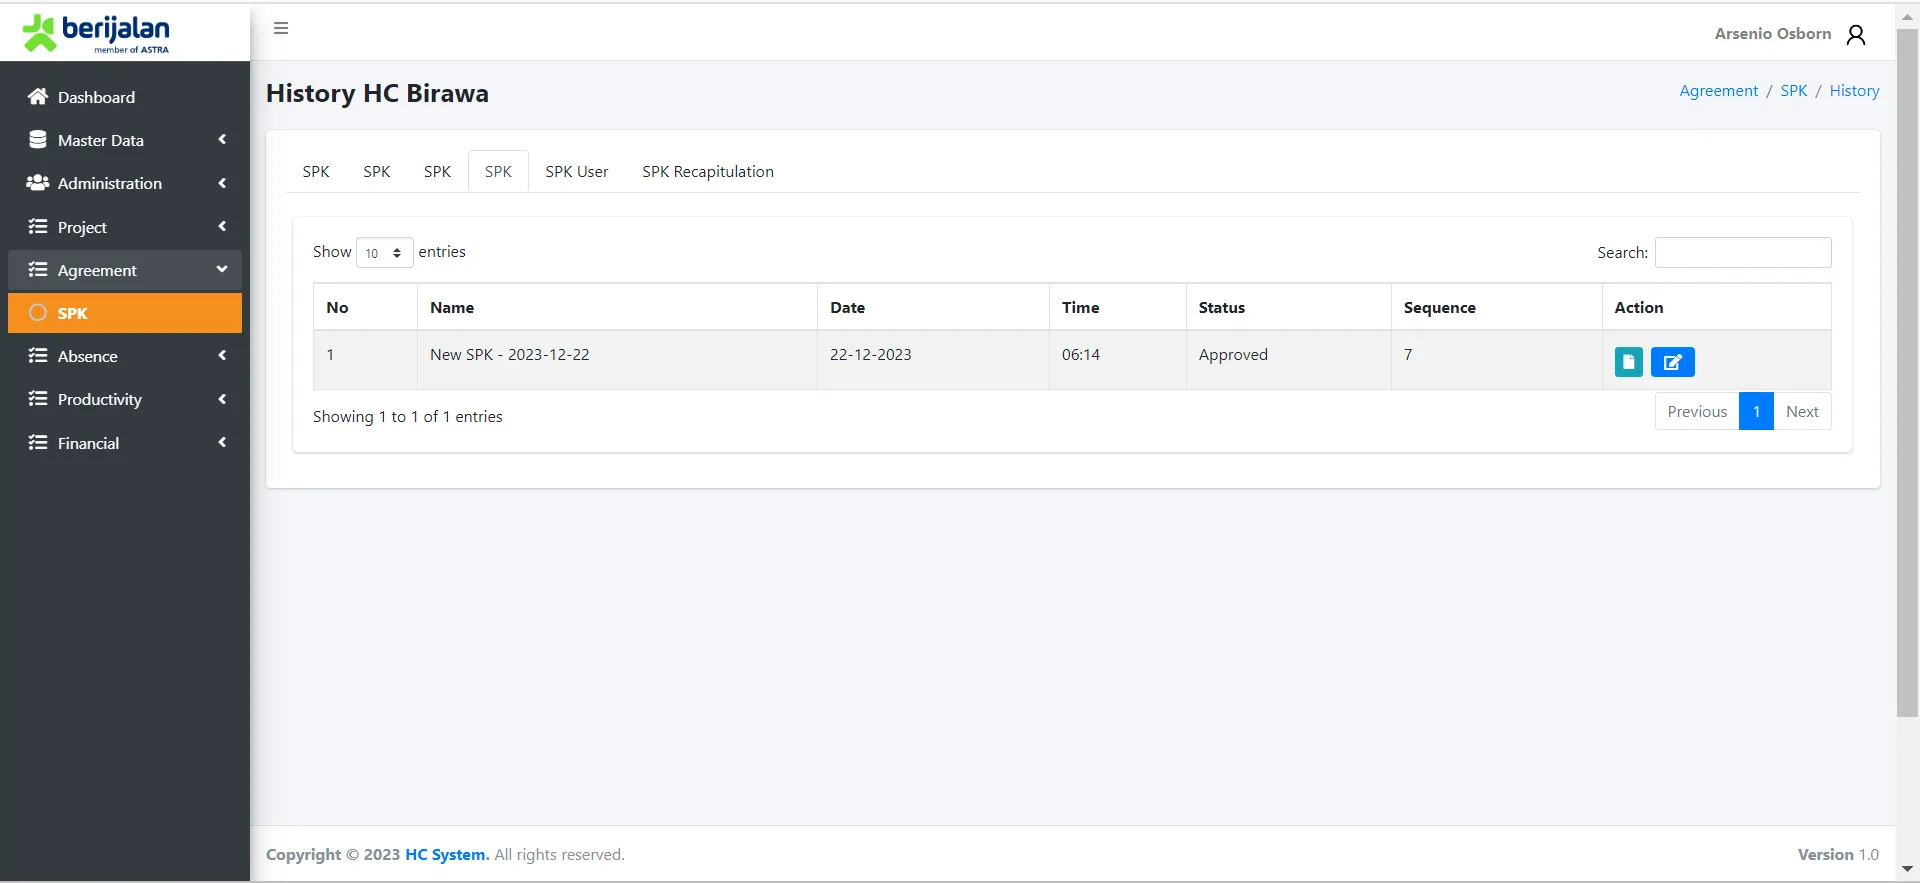 berijalan
member of ASTRA
Arsenio Osborn
Dashboard
Master Data
Administration
Project
Agreement
SPK
Absence
Productivity
Financial
History HC Birawa
Agreement / SPK / History
SPK SPK SPK SPK SPK User SPK Recapitulation
Show 10 entries
Search:
No Name Date Time Status Sequence Action
1 New SPK - 2023-12-22 22-12-2023 06:14 Approved 7
Showing 1 to 1 of 1 entries
Previous 1 Next
Copyright © 2023 HC System. All rights reserved.
Version 1.0